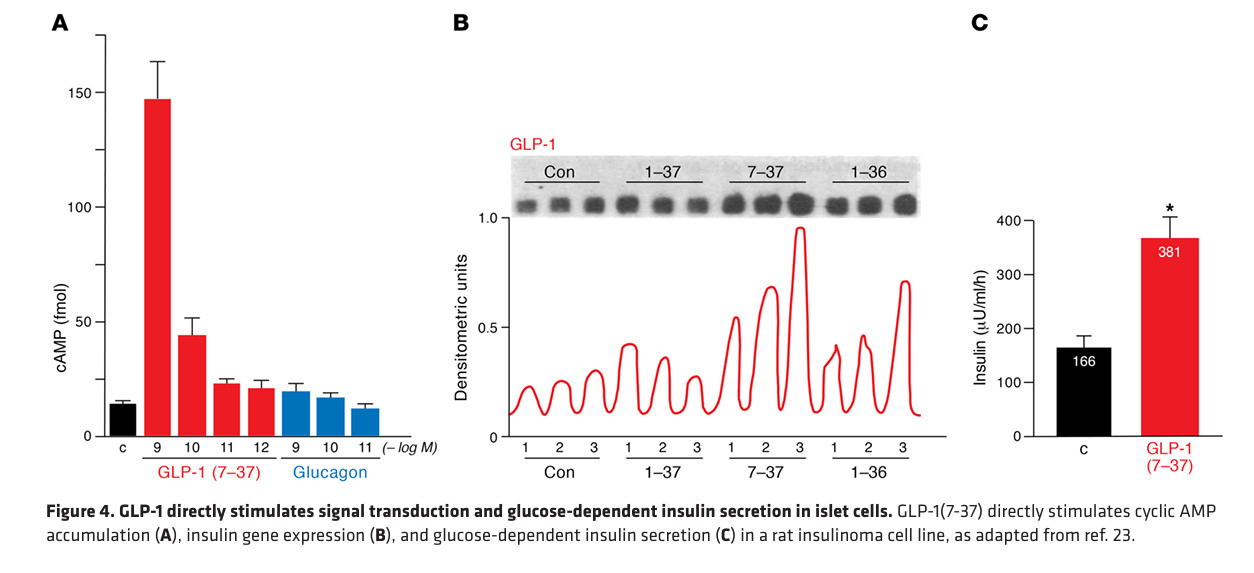 A
150
100
50
0
cAMP (fmol)
c 9 10 11 12 9 10 11 (– log M)
GLP-1 (7–37) Glucagon
B
GLP-1
Con 1–37 7–37 1–36
1.0
0.5
0
Densitometric units
1 2 3 1 2 3 1 2 3 1 2 3
Con 1–37 7–37 1–36
C
*
400
300
200
100
0
Insulin (μU/ml/h)
381
166
c GLP-1
(7–37)
Figure 4. GLP-1 directly stimulates signal transduction and glucose-dependent insulin secretion in islet cells. GLP-1(7-37) directly stimulates cyclic AMP
accumulation (A), insulin gene expression (B), and glucose-dependent insulin secretion (C) in a rat insulinoma cell line, as adapted from ref. 23.